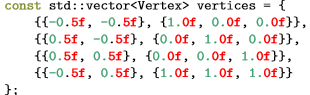 const std::vector<Vertex> vertices = {
    {{-0.5f, -0.5f}, {1.0f, 0.0f, 0.0f}},
    {{0.5f, -0.5f}, {0.0f, 1.0f, 0.0f}},
    {{0.5f, 0.5f}, {0.0f, 0.0f, 1.0f}},
    {{-0.5f, 0.5f}, {1.0f, 1.0f, 1.0f}}
};